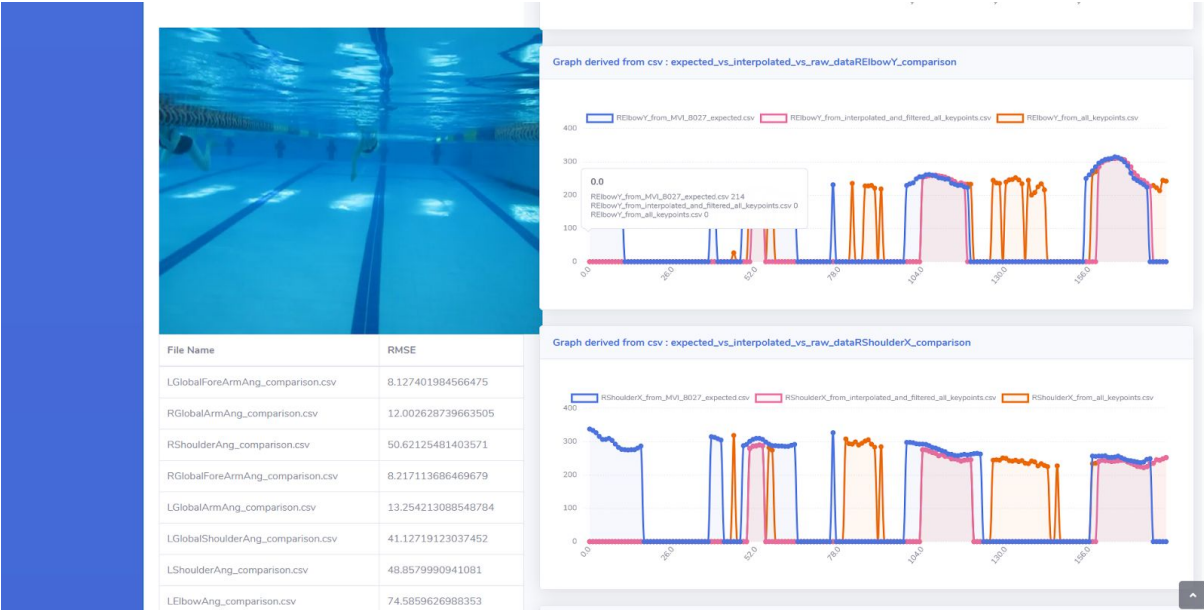 File Name RMSE
LGlobalForeArmAng_comparison.csv 8.127401984566475
RGlobalArmAng_comparison.csv 12.002628739663505
RShoulderAng_comparison.csv 50.62125481403571
RGlobalForeArmAng_comparison.csv 8.217113686469679
LGlobalArmAng_comparison.csv 13.254213088548784
LGlobalShoulderAng_comparison.csv 41.12719123037452
LShoulderAng_comparison.csv 48.8579990941081
LElbowAng_comparison.csv 74.5859626988353
Graph derived from csv : expected_vs_interpolated_vs_raw_dataRElbowY_comparison
RElbowY_from_MVI_8027_expected.csv RElbowY_from_interpolated_and_filtered_all_keypoints.csv RElbowY_from_all_keypoints.csv
400
300
200
100
0
0.0
RElbowY_from_MVI_8027_expected.csv 214
RElbowY_from_interpolated_and_filtered_all_keypoints.csv 0
RElbowY_from_all_keypoints.csv 0
0.0 26.0 52.0 78.0 104.0 130.0 156.0
Graph derived from csv : expected_vs_interpolated_vs_raw_dataRShoulderX_comparison
RShoulderX_from_MVI_8027_expected.csv RShoulderX_from_interpolated_and_filtered_all_keypoints.csv RShoulderX_from_all_keypoints.csv
400
300
200
100
0
0.0 26.0 52.0 78.0 104.0 130.0 156.0